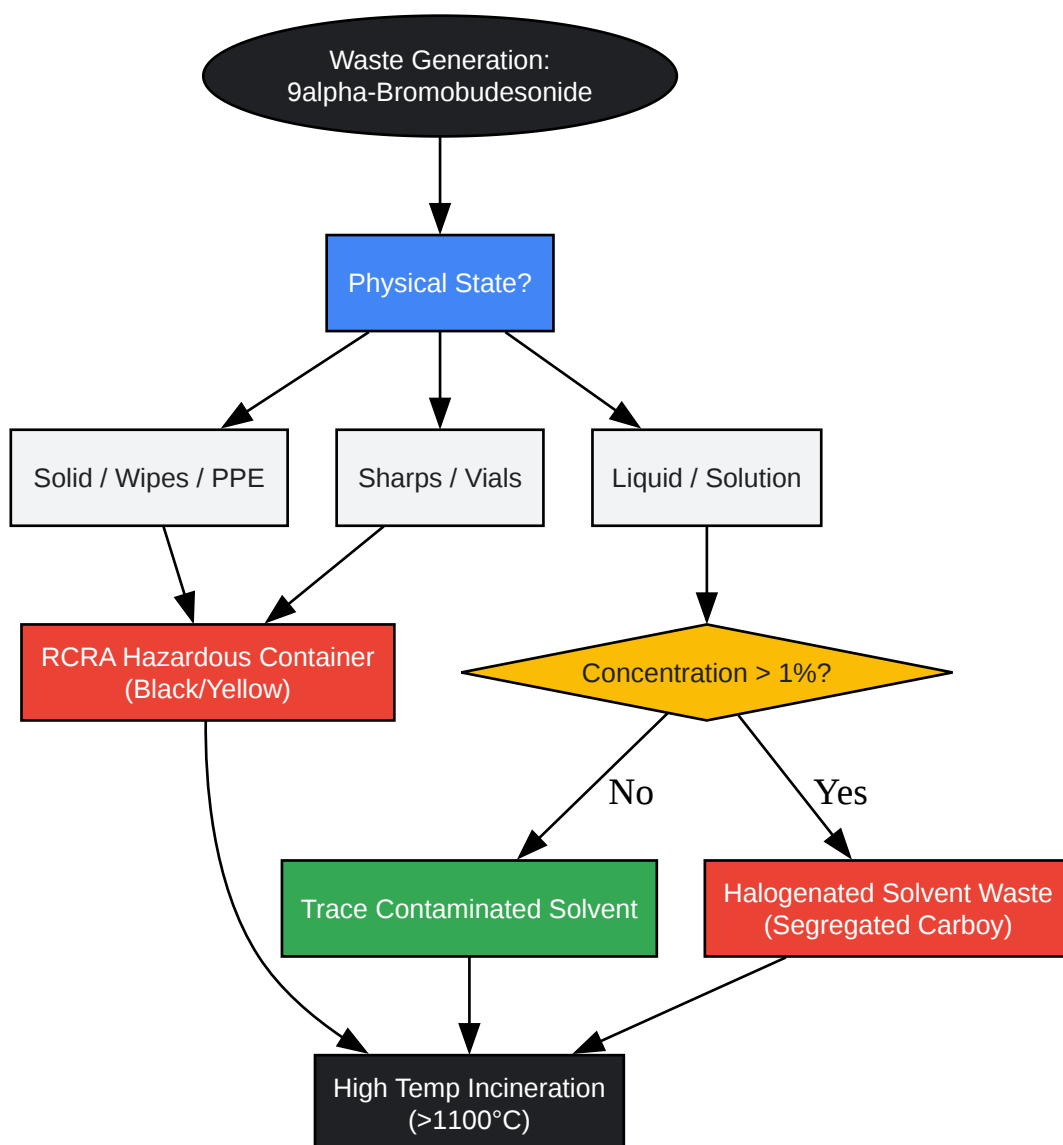 Waste Generation:
9alpha-Bromobudesonide
Physical State?
Solid / Wipes / PPE
Sharps / Vials
Liquid / Solution
RCRA Hazardous Container
(Black/Yellow)
Concentration > 1%?
No
Yes
Trace Contaminated Solvent
Halogenated Solvent Waste
(Segregated Carboy)
High Temp Incineration
(>1100°C)